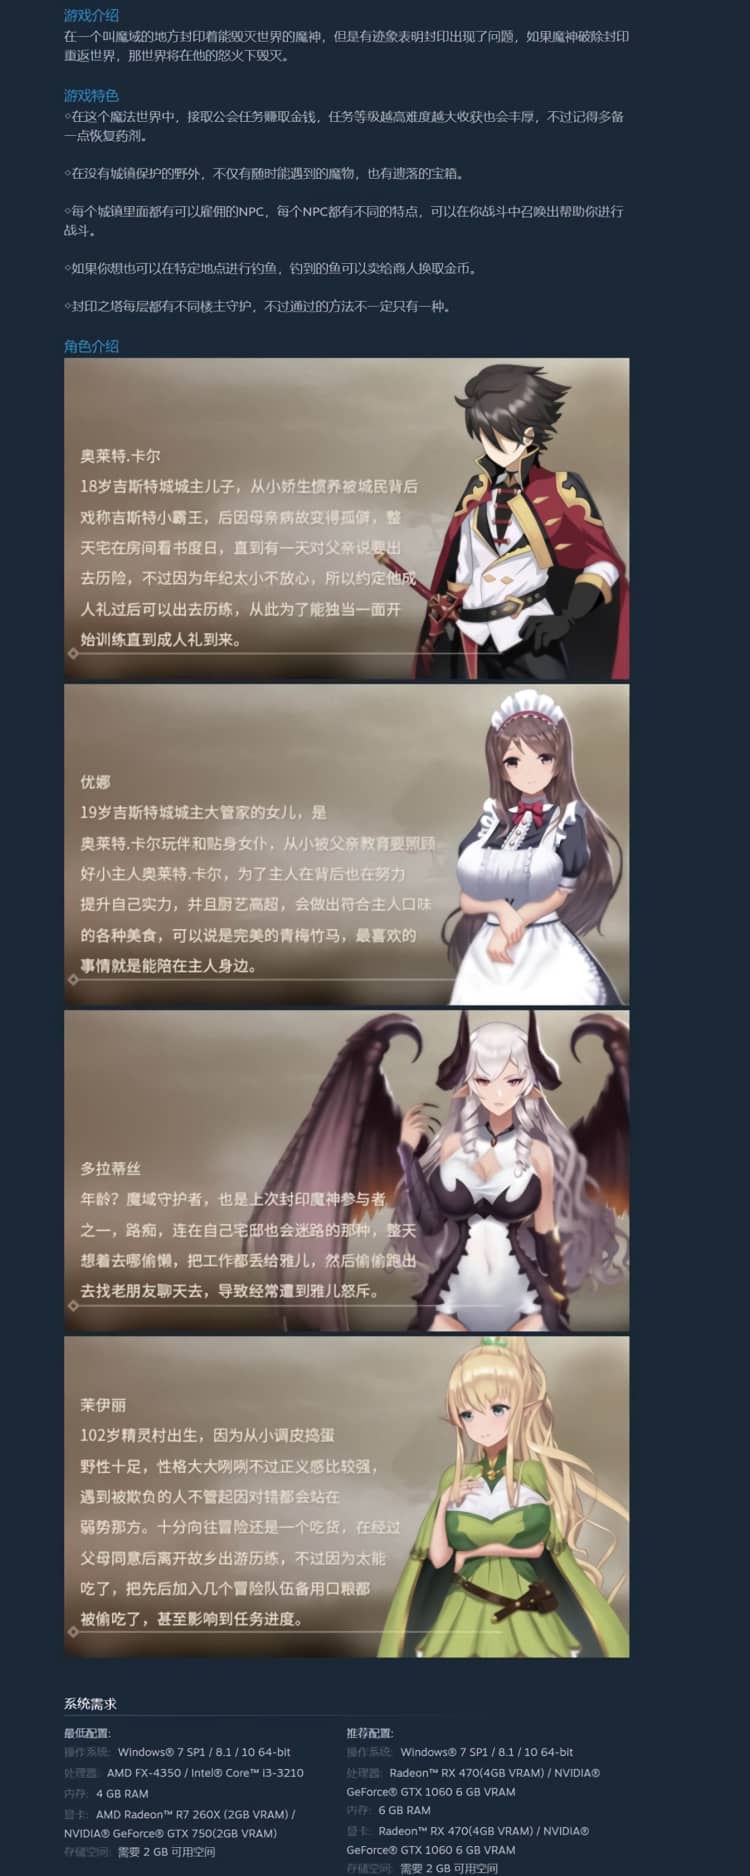 游戏介绍
在一个叫魔域的地方封印着能毁灭世界的魔神，但是有迹象表明封印出现了问题，如果魔神破除封印
重返世界，那世界将在他的怒火下毁灭。
游戏特色
◇在这个魔法世界中，接取公会任务赚取金钱，任务等级越高难度越大收获也会丰厚，不过记得多备
一点恢复药剂。
◇在没有城镇保护的野外，不仅有随时能遇到的魔物，也有遗落的宝箱。
◇每个城镇里面都有可以雇佣的NPC，每个NPC都有不同的特点，可以在你战斗中召唤出帮助你进行
战斗。
◇如果你想也可以在特定地点进行钓鱼，钓到的鱼可以卖给商人换取金币。
◇封印之塔每层都有不同楼主守护，不过通过的方法不一定只有一种。
角色介绍
奥莱特.卡尔
18岁吉斯特城城主儿子，从小娇生惯养被城民背后
戏称吉斯特小霸王，后因母亲病故变得孤僻，整
天宅在房间看书度日，直到有一天对父亲说要出
去历险，不过因为年纪太小不放心，所以约定他成
人礼过后可以出去历练，从此为了能独当一面开
始训练直到成人礼到来。
优娜
19岁吉斯特城城主大管家的女儿，是
奥莱特.卡尔玩伴和贴身女仆，从小被父亲教育要照顾
好小主人奥莱特.卡尔，为了主人在背后也在努力
提升自己实力，并且厨艺高超，会做出符合主人口味
的各种美食，可以说是完美的青梅竹马，最喜欢的
事情就是能陪在主人身边。
多拉蒂丝
年龄？魔域守护者，也是上次封印魔神参与者
之一，路痴，连在自己宅邸也会迷路的那种，整天
想着去哪偷懒，把工作都丢给雅儿，然后偷偷跑出
去找老朋友聊天去，导致经常遭到雅儿怒斥。
茉伊丽
102岁精灵村出生，因为从小调皮捣蛋
野性十足，性格大大咧咧不过正义感比较强，
遇到被欺负的人不管起因对错都会站在
弱势那方。十分向往冒险还是一个吃货，在经过
父母同意后离开故乡出游历练，不过因为太能
吃了，把先后加入几个冒险队伍备用口粮都
被偷吃了，甚至影响到任务进度。
系统需求
最低配置:
操作系统: Windows® 7 SP1 / 8.1 / 10 64-bit
处理器: AMD FX-4350 / Intel® Core™ i3-3210
内存: 4 GB RAM
显卡: AMD Radeon™ R7 260X (2GB VRAM) /
NVIDIA® GeForce® GTX 750(2GB VRAM)
存储空间: 需要 2 GB 可用空间
推荐配置:
操作系统: Windows® 7 SP1 / 8.1 / 10 64-bit
处理器: Radeon™ RX 470(4GB VRAM) / NVIDIA®
GeForce® GTX 1060 6 GB VRAM
内存: 6 GB RAM
显卡: Radeon™ RX 470(4GB VRAM) / NVIDIA®
GeForce® GTX 1060 6 GB VRAM
存储空间: 需要 2 GB 可用空间